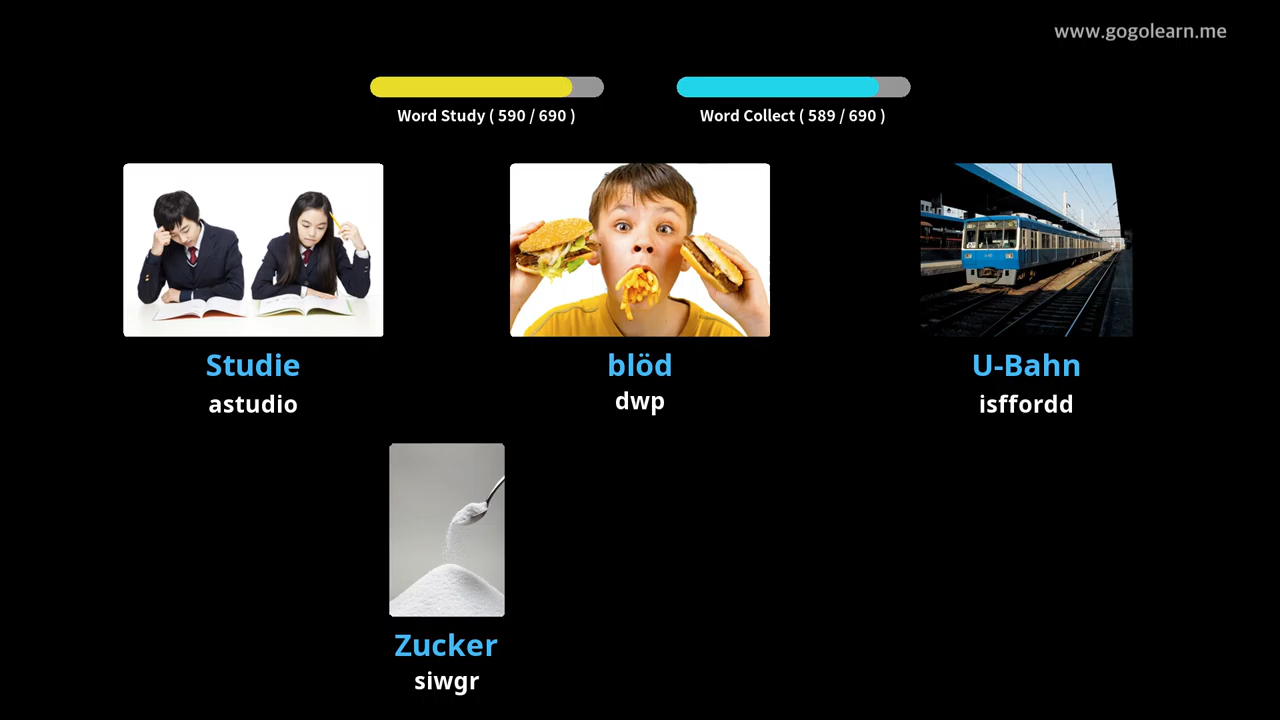 www.gogolearn.me
Word Study ( 590 / 690 )
Word Collect ( 589 / 690 )
Studie
astudio
blöd
dwp
U-Bahn
isffordd
Zucker
siwgr